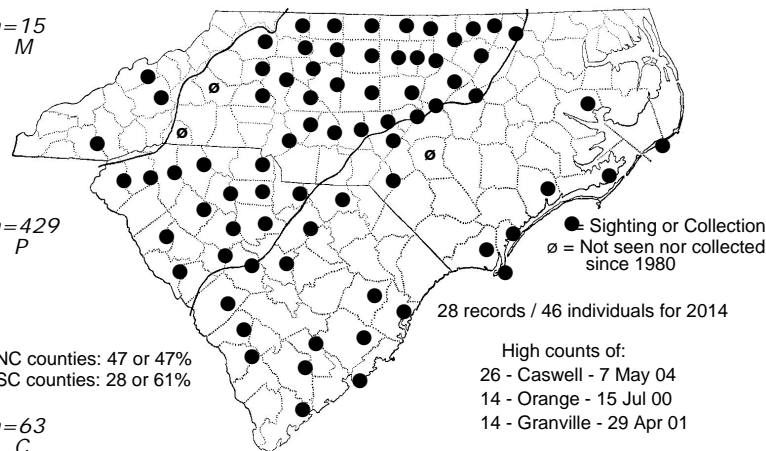 n=15
M
n=429
P
● = Sighting or Collection
ø = Not seen nor collected
since 1980
28 records / 46 individuals for 2014
NC counties: 47 or 47%
SC counties: 28 or 61%
High counts of:
26 - Caswell - 7 May 04
14 - Orange - 15 Jul 00
14 - Granville - 29 Apr 01
n=63
C